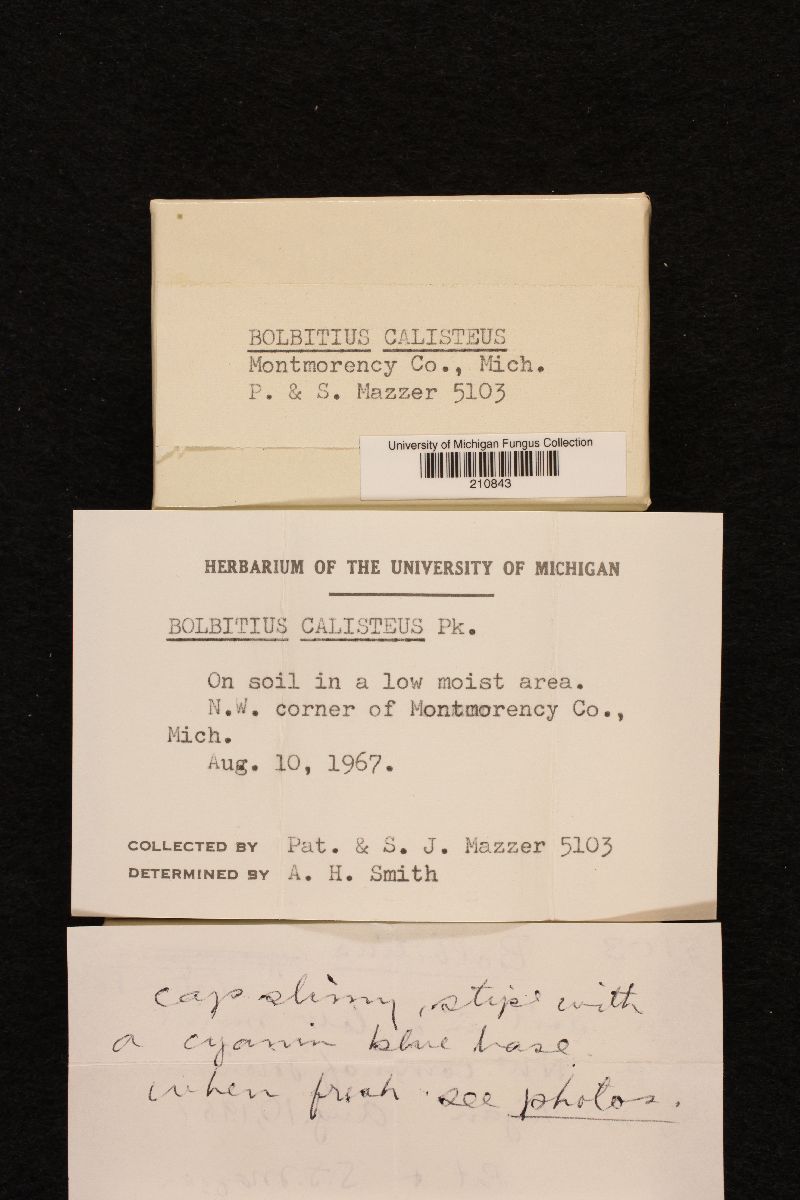 BOLBITIUS CALISTEUS
Montmorency Co., Mich.
P. & S. Mazzer 5103
University of Michigan Fungus Collection
210843
HERBARIUM OF THE UNIVERSITY OF MICHIGAN
BOLBITIUS CALISTEUS Pk.
On soil in a low moist area.
N.W. corner of Montmorency Co.,
Mich.
Aug. 10, 1967.
COLLECTED BY Pat. & S. J. Mazzer 5103
DETERMINED BY A. H. Smith
cap slimy, stipe with
a cyanin blue base
when fresh see photos.